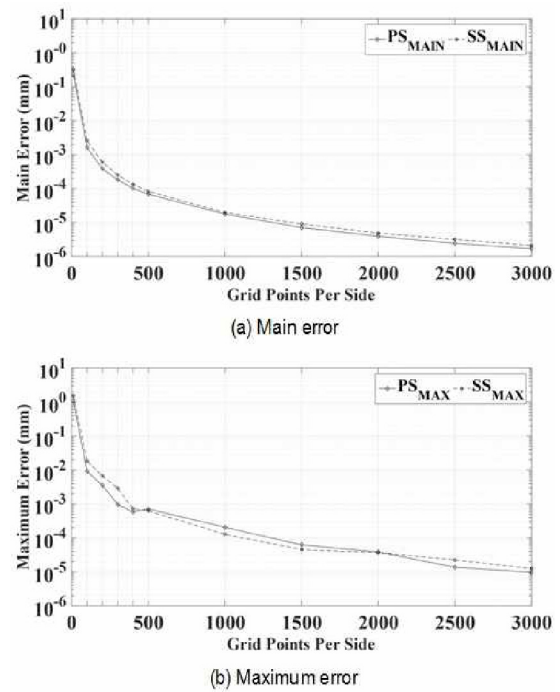 10^1
10^-0
10^-1
10^-2
10^-3
10^-4
10^-5
10^-6
Main Error (mm)
PS_MAIN SS_MAIN
0 500 1000 1500 2000 2500 3000
Grid Points Per Side
(a) Main error
10^1
10^0
10^-1
10^-2
10^-3
10^-4
10^-5
10^-6
Maximum Error (mm)
PS_MAX SS_MAX
0 500 1000 1500 2000 2500 3000
Grid Points Per Side
(b) Maximum error